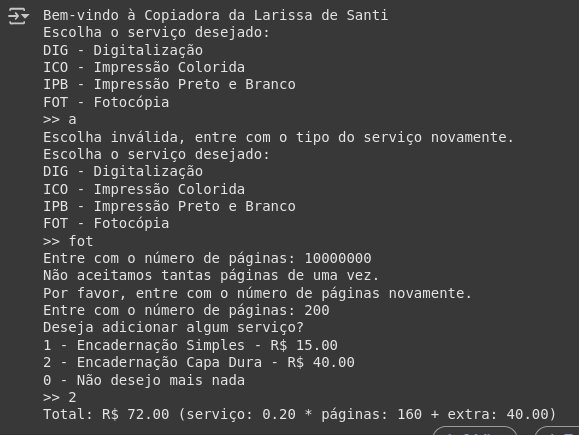 Bem-vindo à Copiadora da Larissa de Santi
Escolha o serviço desejado:
DIG - Digitalização
ICO - Impressão Colorida
IPB - Impressão Preto e Branco
FOT - Fotocópia
>> a
Escolha inválida, entre com o tipo do serviço novamente.
Escolha o serviço desejado:
DIG - Digitalização
ICO - Impressão Colorida
IPB - Impressão Preto e Branco
FOT - Fotocópia
>> fot
Entre com o número de páginas: 10000000
Não aceitamos tantas páginas de uma vez.
Por favor, entre com o número de páginas novamente.
Entre com o número de páginas: 200
Deseja adicionar algum serviço?
1 - Encadernação Simples - R$ 15.00
2 - Encadernação Capa Dura - R$ 40.00
0 - Não desejo mais nada
>> 2
Total: R$ 72.00 (serviço: 0.20 * páginas: 160 + extra: 40.00)